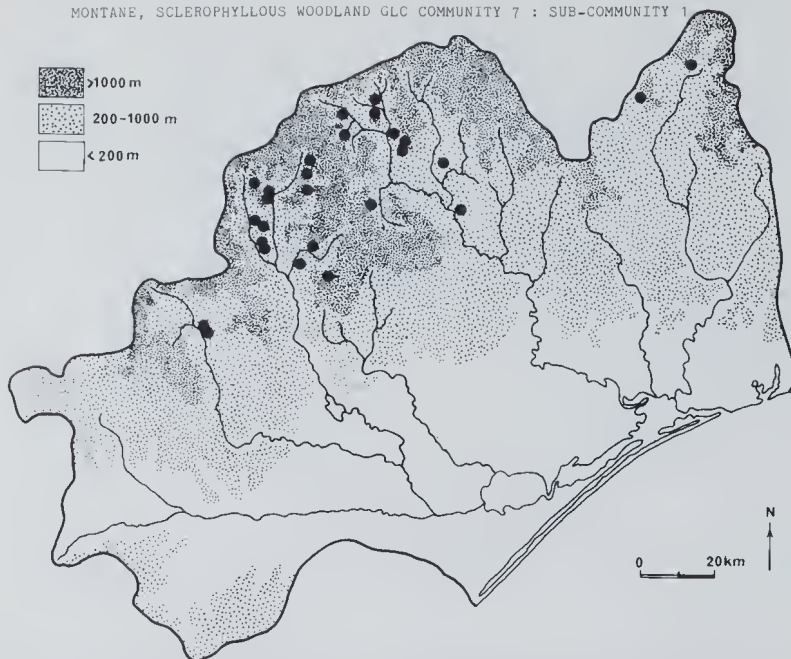 MONTANE, SCLEROPHYLLOUS WOODLAND GLC COMMUNITY 7 : SUB-COMMUNITY 1
>1000 m
200-1000 m
<200 m
N
0 20km